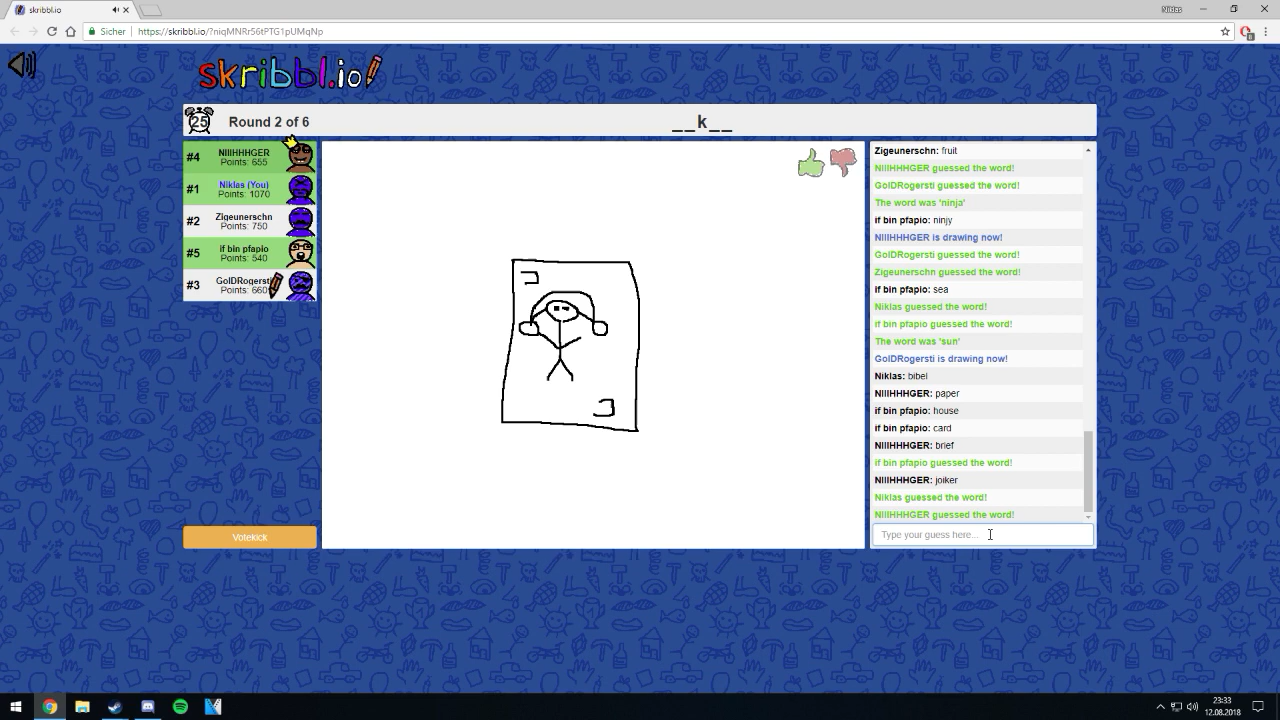 skribbl.io
Niklas
Sicher
https://skribbl.io/?niqMNRr56tPTG1pUMqNp
skribbl.io
25
Round 2 of 6
__k__
#4
NIIIHHHGER
Points: 655
#1
Niklas (You)
Points: 1070
#2
Zigeunerschn
Points: 750
#5
if bin pfapio
Points: 540
#3
GolDRogersti
Points: 660
Votekick
Zigeunerschn: fruit
NIIIHHHGER guessed the word!
GolDRogersti guessed the word!
The word was 'ninja'
if bin pfapio: ninjy
NIIIHHHGER is drawing now!
GolDRogersti guessed the word!
Zigeunerschn guessed the word!
if bin pfapio: sea
Niklas guessed the word!
if bin pfapio guessed the word!
The word was 'sun'
GolDRogersti is drawing now!
Niklas: bibel
NIIIHHHGER: paper
if bin pfapio: house
if bin pfapio: card
NIIIHHHGER: brief
if bin pfapio guessed the word!
NIIIHHHGER: joiker
Niklas guessed the word!
NIIIHHHGER guessed the word!
Type your guess here...
23:33
12.08.2018